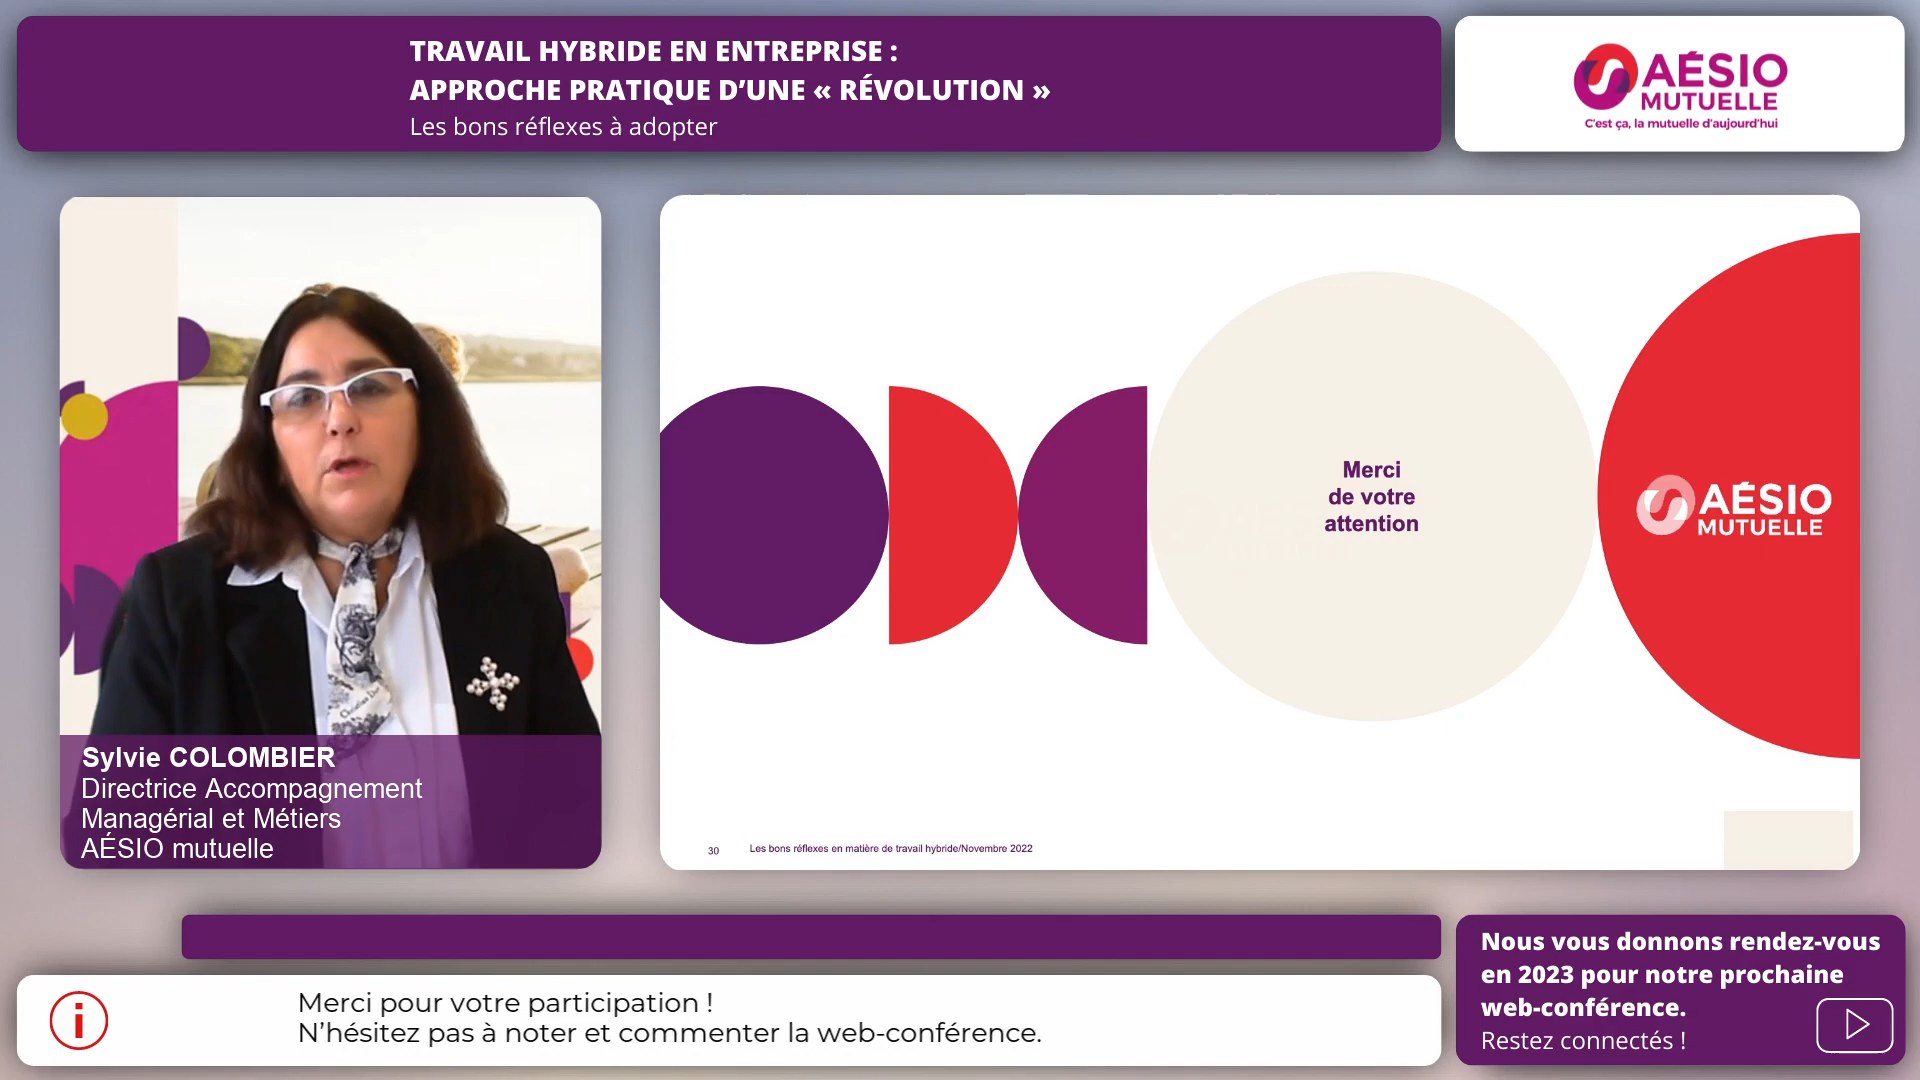 TRAVAIL HYBRIDE EN ENTREPRISE :
APPROCHE PRATIQUE D’UNE « RÉVOLUTION »
Les bons réflexes à adopter
AÉSIO
MUTUELLE
C'est ça, la mutuelle d'aujourd'hui
Christian Dior
Sylvie COLOMBIER
Directrice Accompagnement
Managérial et Métiers
AÉSIO mutuelle
Merci
de votre
attention
AÉSIO
MUTUELLE
30 Les bons réflexes en matière de travail hybride/Novembre 2022
i
Merci pour votre participation !
N’hésitez pas à noter et commenter la web-conférence.
Nous vous donnons rendez-vous
en 2023 pour notre prochaine
web-conférence.
Restez connectés !